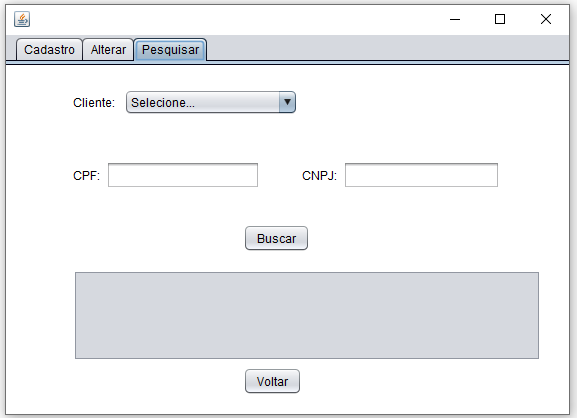 Cadastro Alterar Pesquisar
Cliente: Selecione...
CPF: CNPJ:
Buscar
Voltar